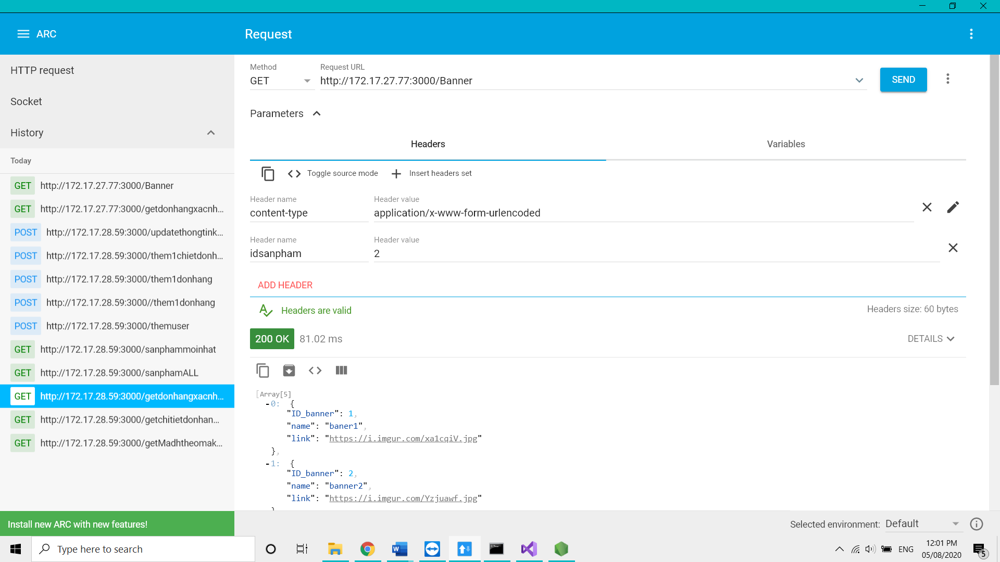 ARC
Request
HTTP request
Socket
History
Today
GET http://172.17.27.77:3000/Banner
GET http://172.17.27.77:3000/getdonhangxacnh...
POST http://172.17.28.59:3000/updatethongtink...
POST http://172.17.28.59:3000/them1chietdonh...
POST http://172.17.28.59:3000/them1donhang
POST http://172.17.28.59:3000//them1donhang
POST http://172.17.28.59:3000/themuser
GET http://172.17.28.59:3000/sanphammoinhat
GET http://172.17.28.59:3000/sanphamALL
GET http://172.17.28.59:3000/getdonhangxacnh...
GET http://172.17.28.59:3000/getchitietdonhan...
GET http://172.17.28.59:3000/getMadhtheomak...
Install new ARC with new features!
Method Request URL
GET http://172.17.27.77:3000/Banner SEND
Parameters
Headers Variables
Toggle source mode Insert headers set
Header name Header value
content-type application/x-www-form-urlencoded
Header name Header value
idsanpham 2
ADD HEADER
Headers are valid Headers size: 60 bytes
200 OK 81.02 ms DETAILS
[Array[5]
-0: {
"ID_banner": 1,
"name": "baner1",
"link": "https://i.imgur.com/xa1cqiV.jpg"
},
-1: {
"ID_banner": 2,
"name": "banner2",
"link": "https://i.imgur.com/Yzjuawf.jpg"
}
Selected environment: Default
Type here to search
ENG
12:01 PM
05/08/2020
5